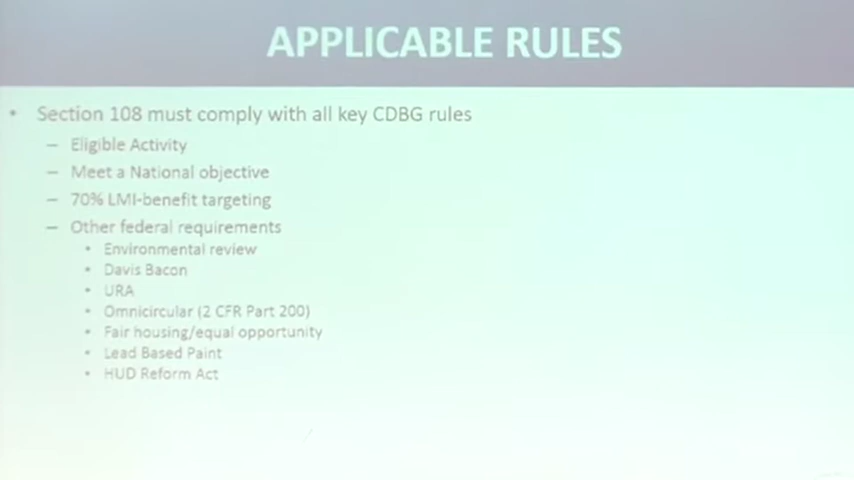 APPLICABLE RULES
• Section 108 must comply with all key CDBG rules
– Eligible Activity
– Meet a National objective
– 70% LMI-benefit targeting
– Other federal requirements
• Environmental review
• Davis Bacon
• URA
• Omnicircular (2 CFR Part 200)
• Fair housing/equal opportunity
• Lead Based Paint
• HUD Reform Act